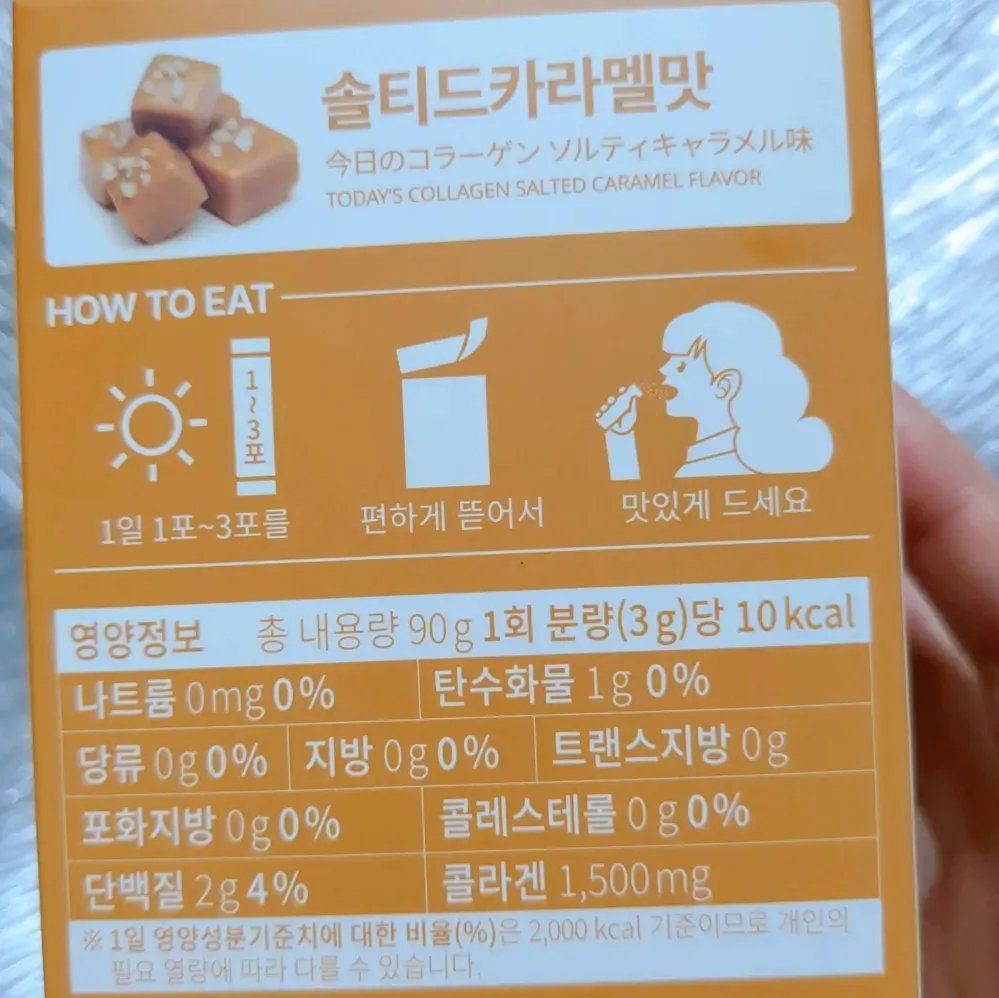 솔티드카라멜맛
今日のコラーゲン ソルティキャラメル味
TODAY'S COLLAGEN SALTED CARAMEL FLAVOR
HOW TO EAT
1~3포
1일 1포~3포를
편하게 뜯어서
맛있게 드세요
영양정보 총 내용량 90g 1회 분량(3g)당 10kcal
나트륨 0mg 0% 탄수화물 1g 0%
당류 0g 0% 지방 0g 0% 트랜스지방 0g
포화지방 0g 0% 콜레스테롤 0g 0%
단백질 2g 4% 콜라겐 1,500mg
※ 1일 영양성분기준치에 대한 비율(%)은 2,000 kcal 기준이므로 개인의
필요 열량에 따라 다를 수 있습니다.